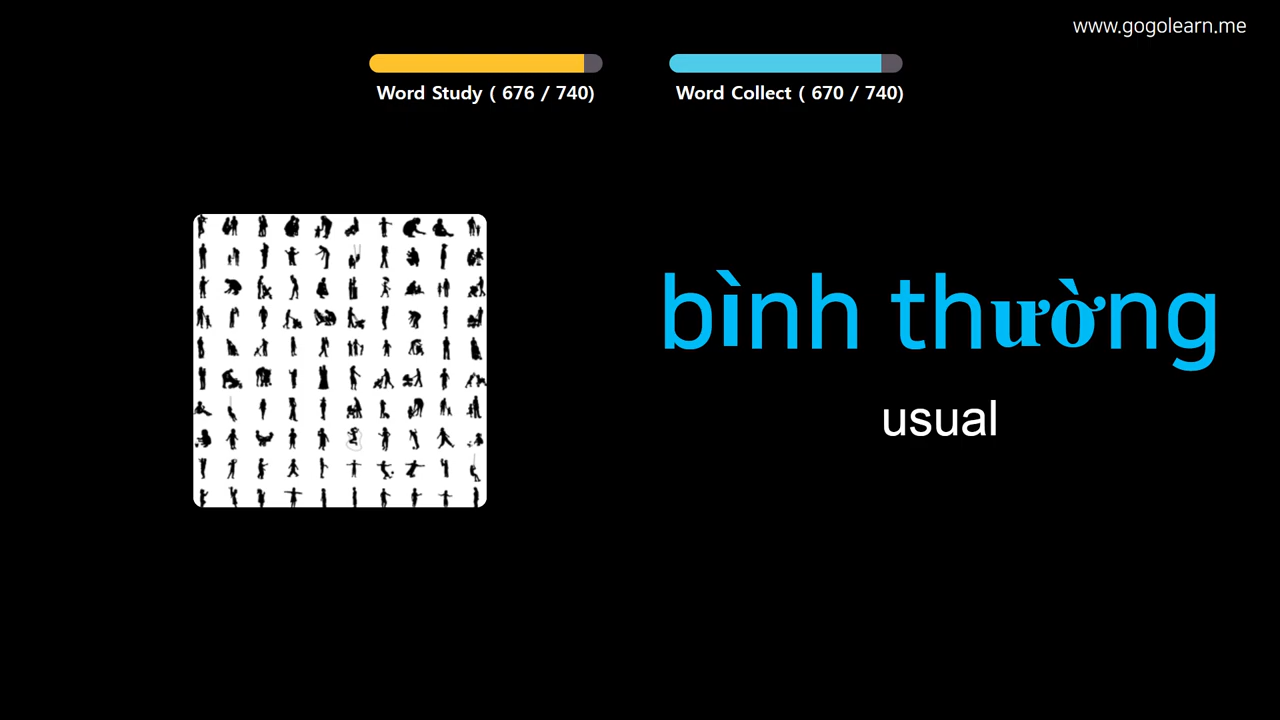 www.gogolearn.me
Word Study ( 676 / 740)
Word Collect ( 670 / 740)
bình thường
usual